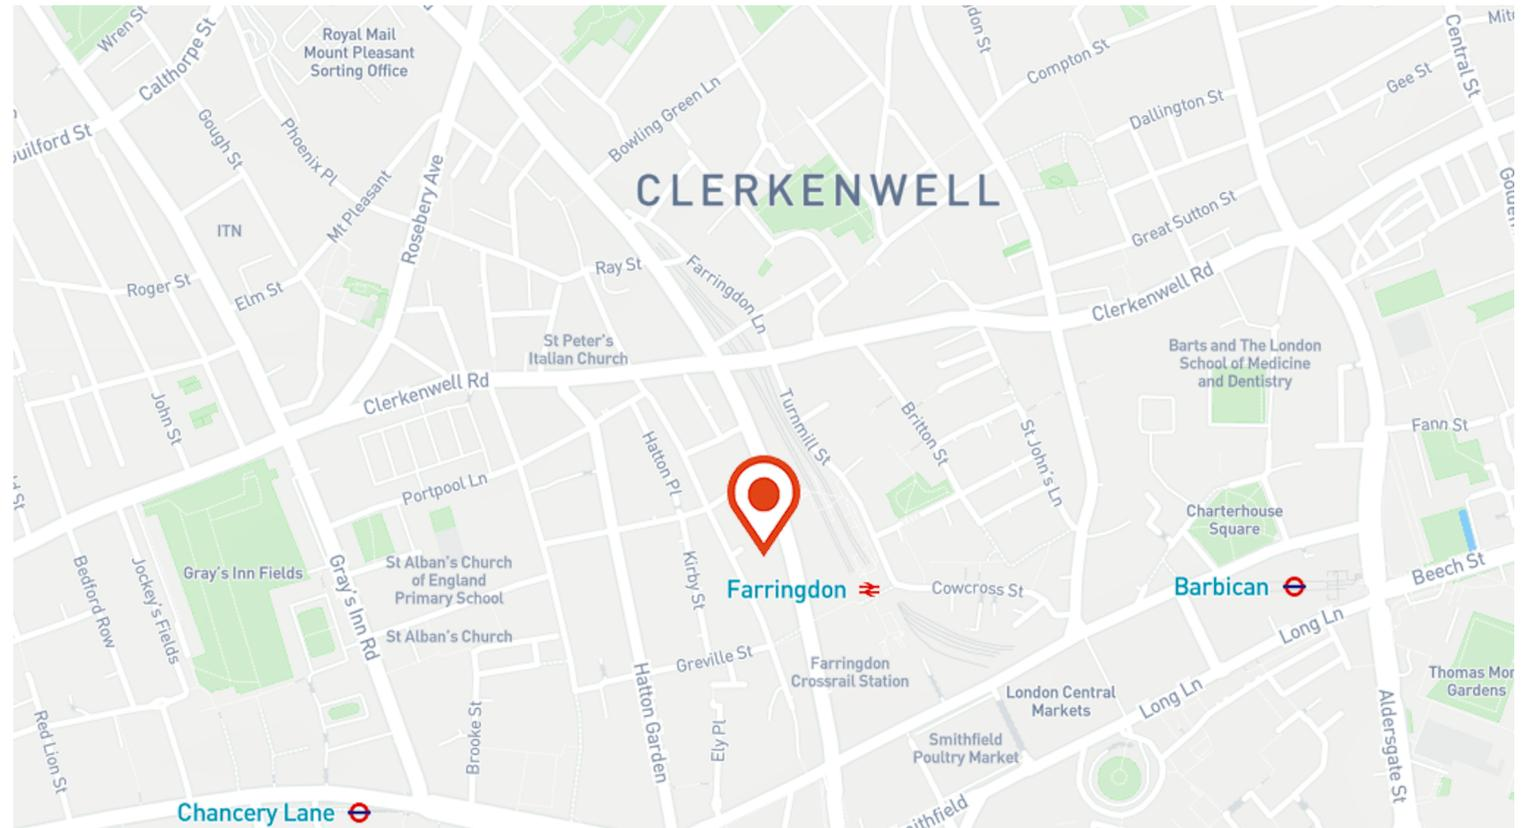 Wren St
Calthorpe St
Royal Mail
Mount Pleasant
Sorting Office
Compton St
Central St
Gee St
Dallington St
Bowling Green Ln
Gough St
Phoenix Pl
Mt Pleasant
Rosebery Ave
CLERKENWELL
ITN
Great Sutton St
Roger St
Elm St
Ray St
Farringdon Ln
Clerkenwell Rd
St Peter's
Italian Church
Barts and The London
School of Medicine
and Dentistry
Clerkenwell Rd
John St
Turnmill St
Britton St
St John's Ln
Fann St
Hatton Pl
Portpool Ln
Charterhouse
Square
Bedford Row
Jockey's Fields
Gray's Inn Fields
Gray's Inn Rd
St Alban's Church
of England
Primary School
St Alban's Church
Kirby St
Farringdon
Cowcross St
Barbican
Beech St
Long Ln
Greville St
Farringdon
Crossrail Station
Hatton Garden
London Central
Markets
Long Ln
Thomas Mor
Gardens
Aldersgate St
Red Lion St
Brooke St
Ely Pl
Smithfield
Poultry Market
Chancery Lane